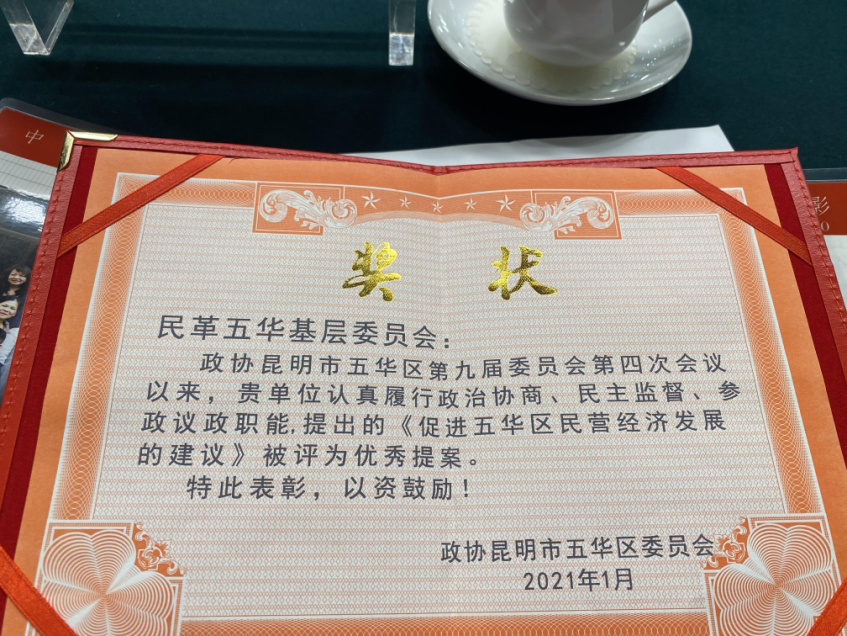 中
影
奖 状
民革五华基层委员会：
政协昆明市五华区第九届委员会第四次会议
以来，贵单位认真履行政治协商、民主监督、参
政议政职能,提出的《促进五华区民营经济发展
的建议》被评为优秀提案。
特此表彰，以资鼓励！
政协昆明市五华区委员会
2021年1月